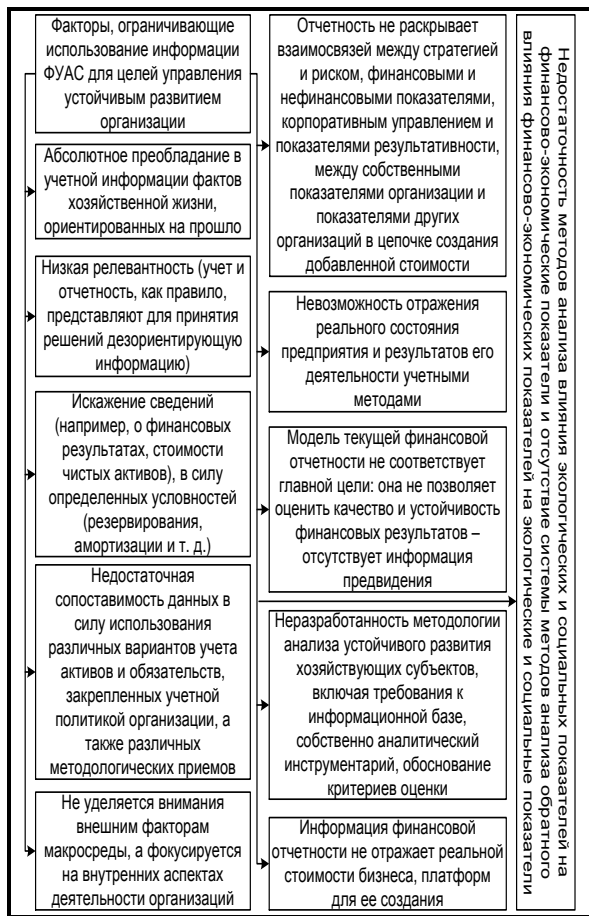 Факторы, ограничивающие
использование информации
ФУАС для целей управления
устойчивым развитием
организации
Абсолютное преобладание в
учетной информации фактов
хозяйственной жизни,
ориентированных на прошло
Низкая релевантность (учет и
отчетность, как правило,
представляют для принятия
решений дезориентирующую
информацию)
Искажение сведений
(например, о финансовых
результатах, стоимости
чистых активов), в силу
определенных условностей
(резервирования,
амортизации и т. д.)
Недостаточная
сопоставимость данных в
силу использования
различных вариантов учета
активов и обязательств,
закрепленных учетной
политикой организации, а
также различных
методологических приемов
Не уделяется внимания
внешним факторам
макросреды, а фокусируется
на внутренних аспектах
деятельности организаций
Отчетность не раскрывает
взаимосвязей между стратегией
и риском, финансовыми и
нефинансовыми показателями,
корпоративным управлением и
показателями результативности,
между собственными
показателями организации и
показателями других
организаций в цепочке создания
добавленной стоимости
Невозможность отражения
реального состояния
предприятия и результатов его
деятельности учетными
методами
Модель текущей финансовой
отчетности не соответствует
главной цели: она не позволяет
оценить качество и устойчивость
финансовых результатов –
отсутствует информация
предвидения
Неразработанность методологии
анализа устойчивого развития
хозяйствующих субъектов,
включая требования к
информационной базе,
собственно аналитический
инструментарий, обоснование
критериев оценки
Информация финансовой
отчетности не отражает реальной
стоимости бизнеса, платформ
для ее создания
Недостаточность методов анализа влияния экологических и социальных показателей на
финансово-экономические показатели и отсутствие системы методов анализа обратного
влияния финансово-экономических показателей на экологические и социальные показатели